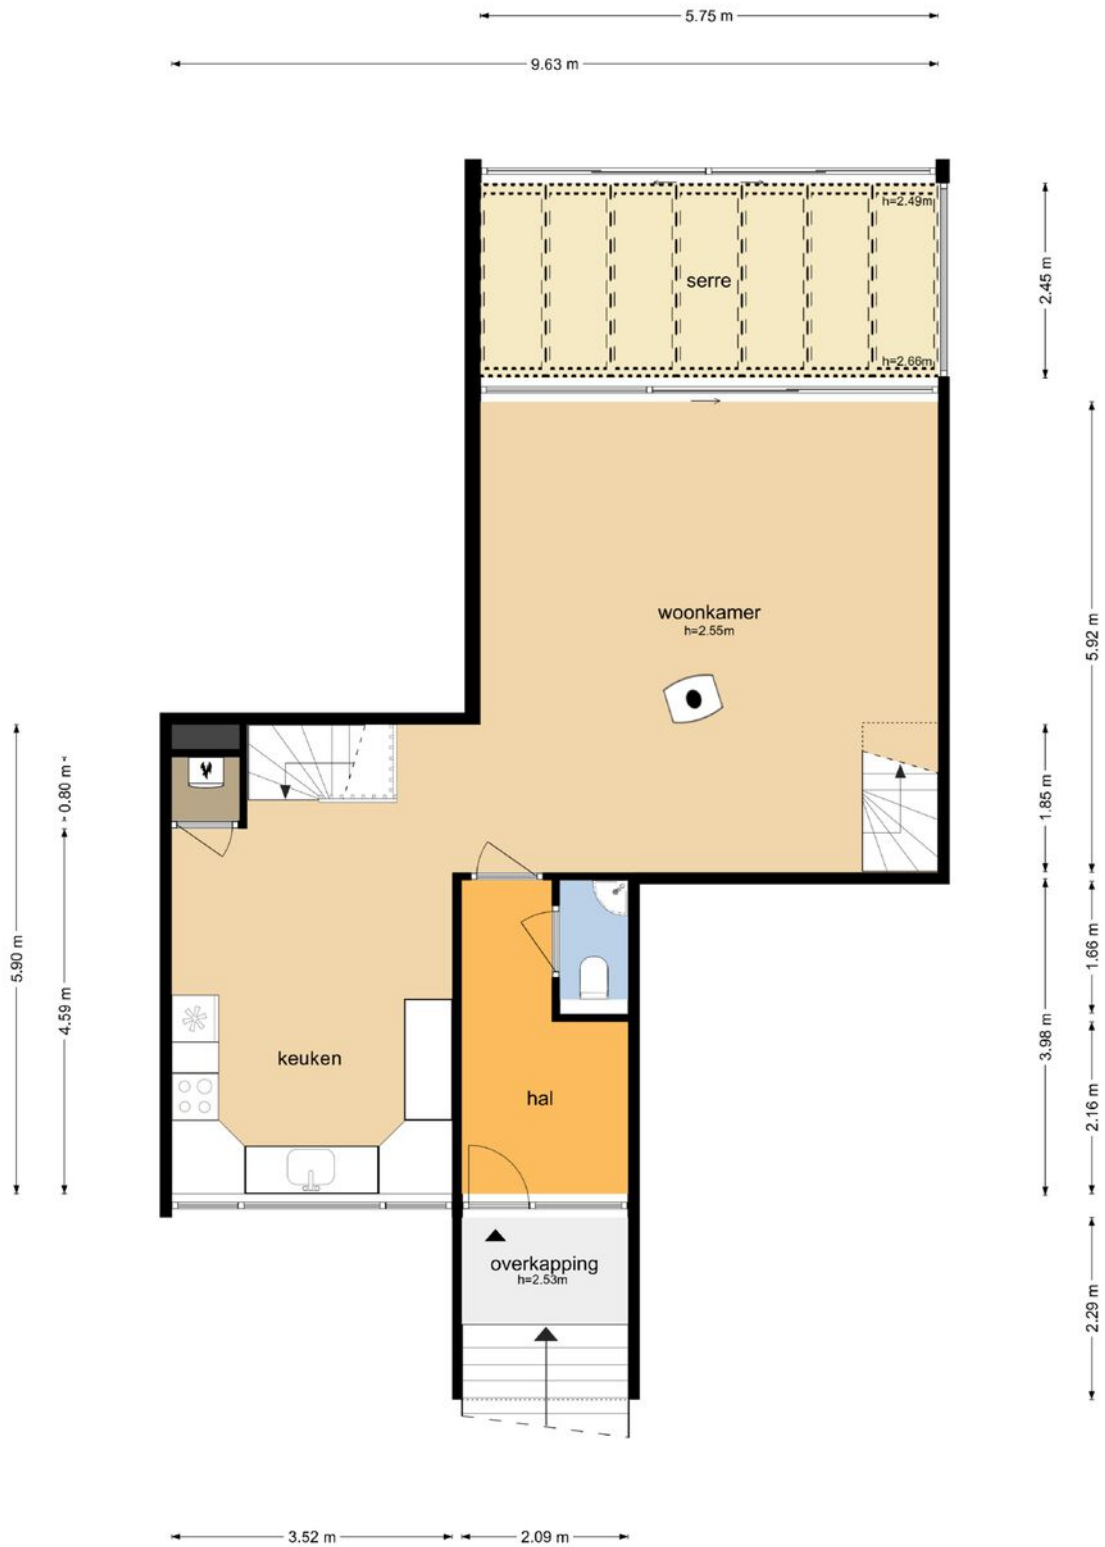 5.75 m
9.63 m
h=2.49m
serre
2.45 m
h=2.66m
woonkamer
h=2.55m
5.92 m
0.80 m
1.85 m
5.90 m
4.59 m
1.66 m
3.98 m
keuken
hal
2.16 m
overkapping
h=2.53m
2.29 m
3.52 m
2.09 m